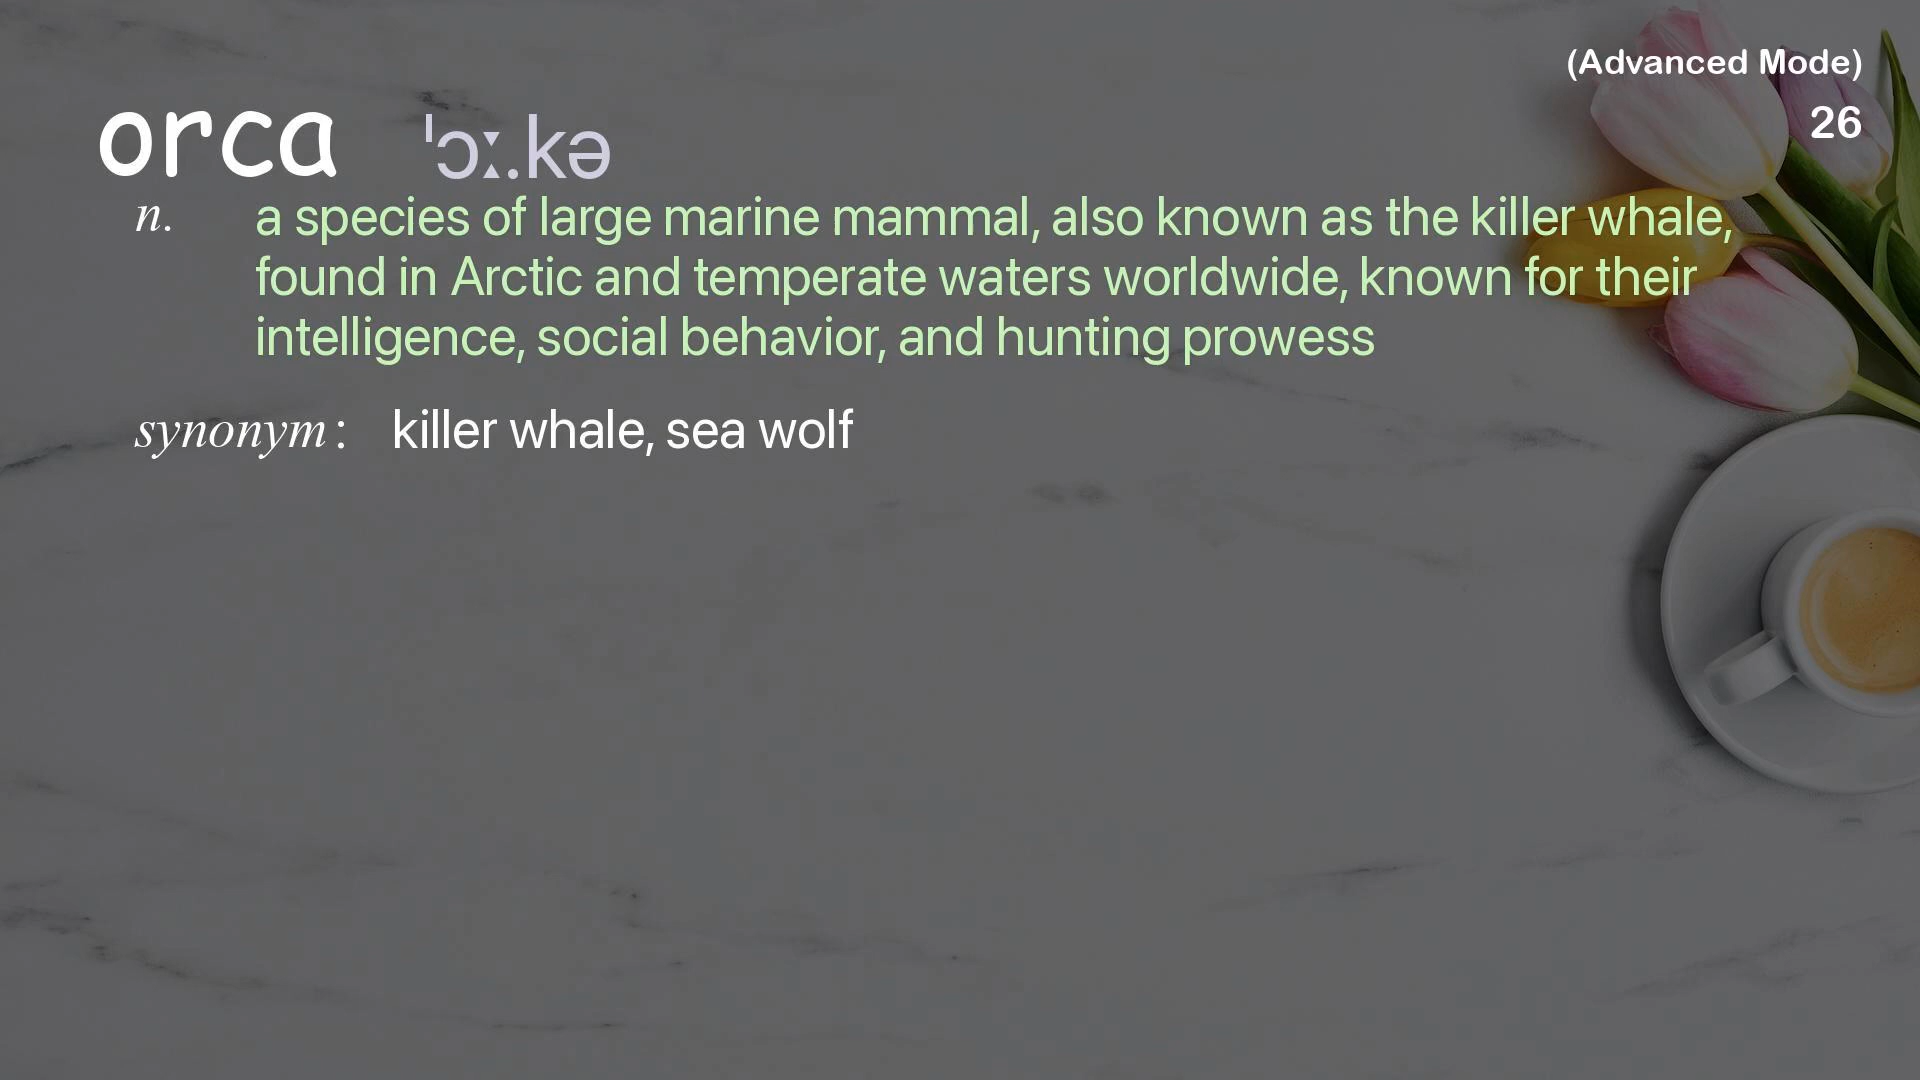 (Advanced Mode)
26
orca ˈɔː.kə
n. a species of large marine mammal, also known as the killer whale,
found in Arctic and temperate waters worldwide, known for their
intelligence, social behavior, and hunting prowess
synonym: killer whale, sea wolf